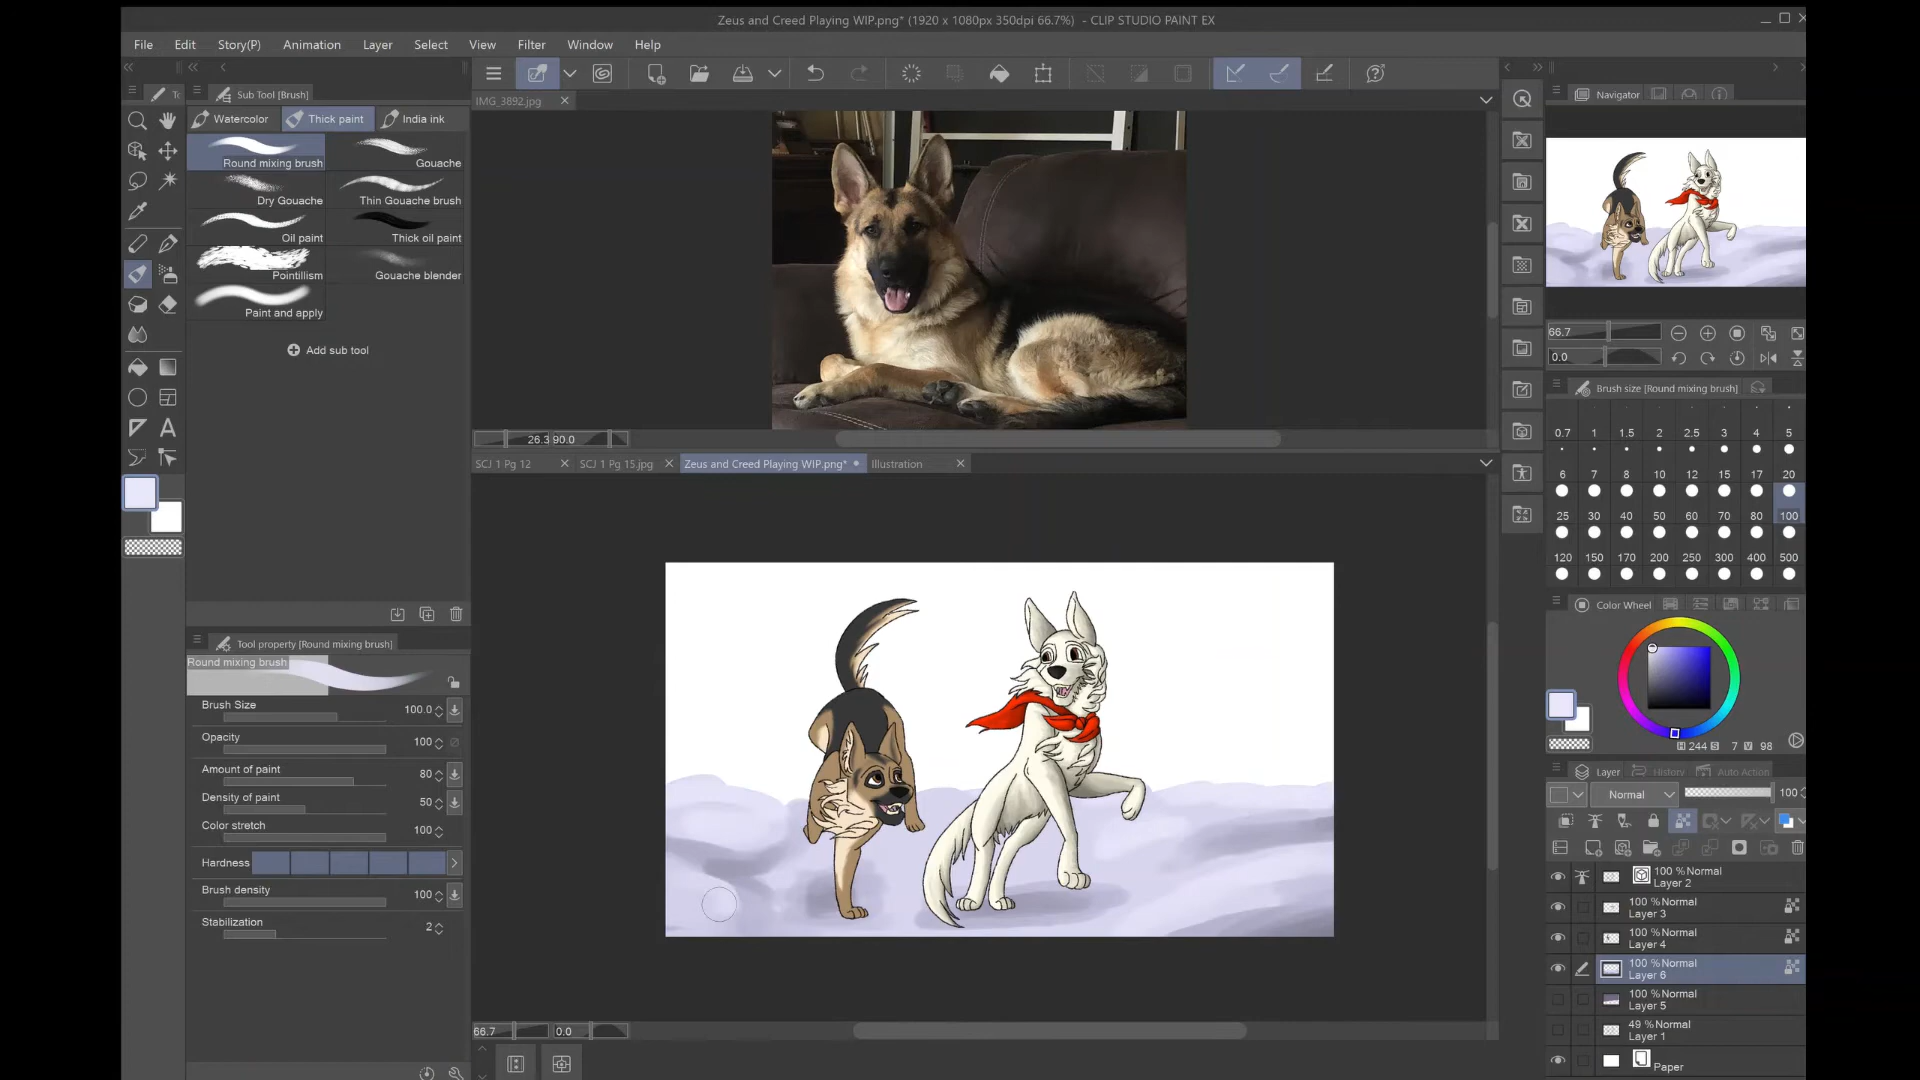 Zeus and Creed Playing WIP.png* (1920 x 1080px 350dpi 66.7%) - CLIP STUDIO PAINT EX
File Edit Story(P) Animation Layer Select View Filter Window Help
Sub Tool [Brush]
Navigator
IMG_3892.jpg
Watercolor Thick paint India ink
Round mixing brush Gouache
Dry Gouache Thin Gouache brush
Oil paint Thick oil paint
Pointillism Gouache blender
Paint and apply
Add sub tool
66.7
0.0
Brush size [Round mixing brush]
0.7 1 1.5 2 2.5 3 4 5
6 7 8 10 12 15 17 20
25 30 40 50 60 70 80 100
120 150 170 200 250 300 400 500
26.3 90.0
SCJ 1 Pg 12 SCJ 1 Pg 15.jpg Zeus and Creed Playing WIP.png* Illustration
Color Wheel
H 244 S 7 V 98
Tool property [Round mixing brush]
Round mixing brush
Brush Size 100.0
Opacity 100
Amount of paint 80
Density of paint 50
Color stretch 100
Hardness
Brush density 100
Stabilization 2
Layer History Auto Action
Normal 100
100 %Normal
Layer 2
100 %Normal
Layer 3
100 %Normal
Layer 4
100 %Normal
Layer 6
100 %Normal
Layer 5
49 %Normal
Layer 1
Paper
66.7 0.0